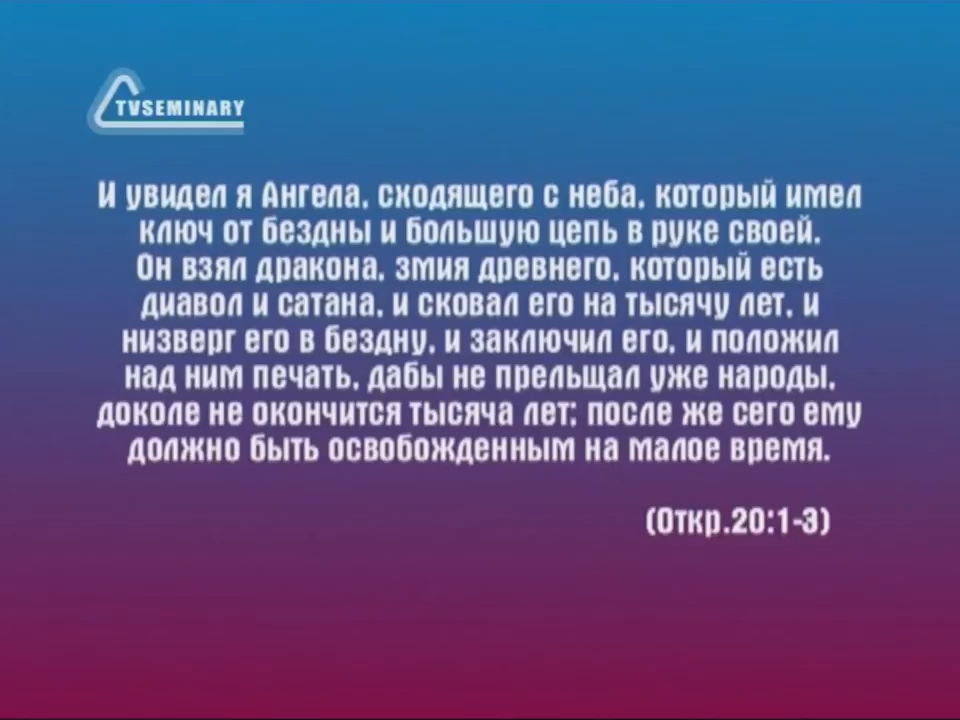 TVSEMINARY
И увидел я Ангела, сходящего с неба, который имел
ключ от бездны и большую цепь в руке своей.
Он взял дракона, змия древнего, который есть
диавол и сатана, и сковал его на тысячу лет, и
низверг его в бездну, и заключил его, и положил
над ним печать, дабы не прельщал уже народы,
доколе не окончится тысяча лет; после же сего ему
должно быть освобожденным на малое время.
(Откр.20:1-3)